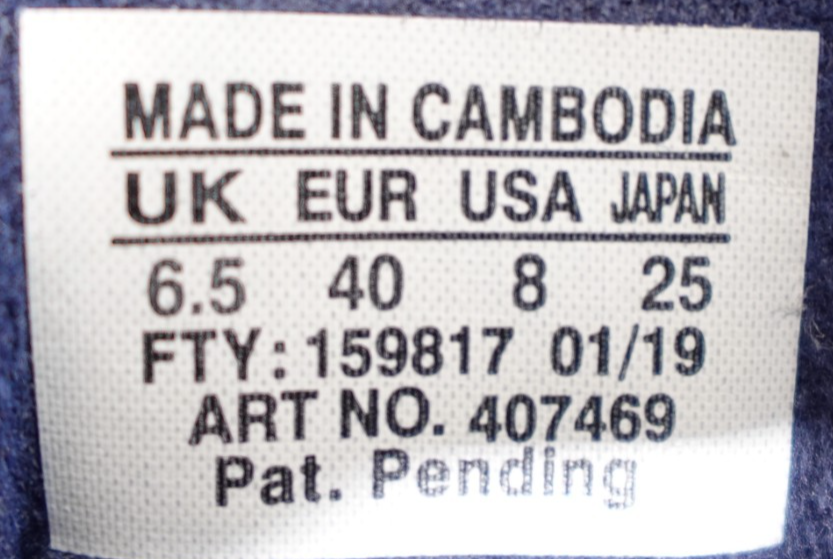 MADE IN CAMBODIA
UK EUR USA JAPAN
6.5 40 8 25
FTY: 159817 01/19
ART NO. 407469
Pat. Pending